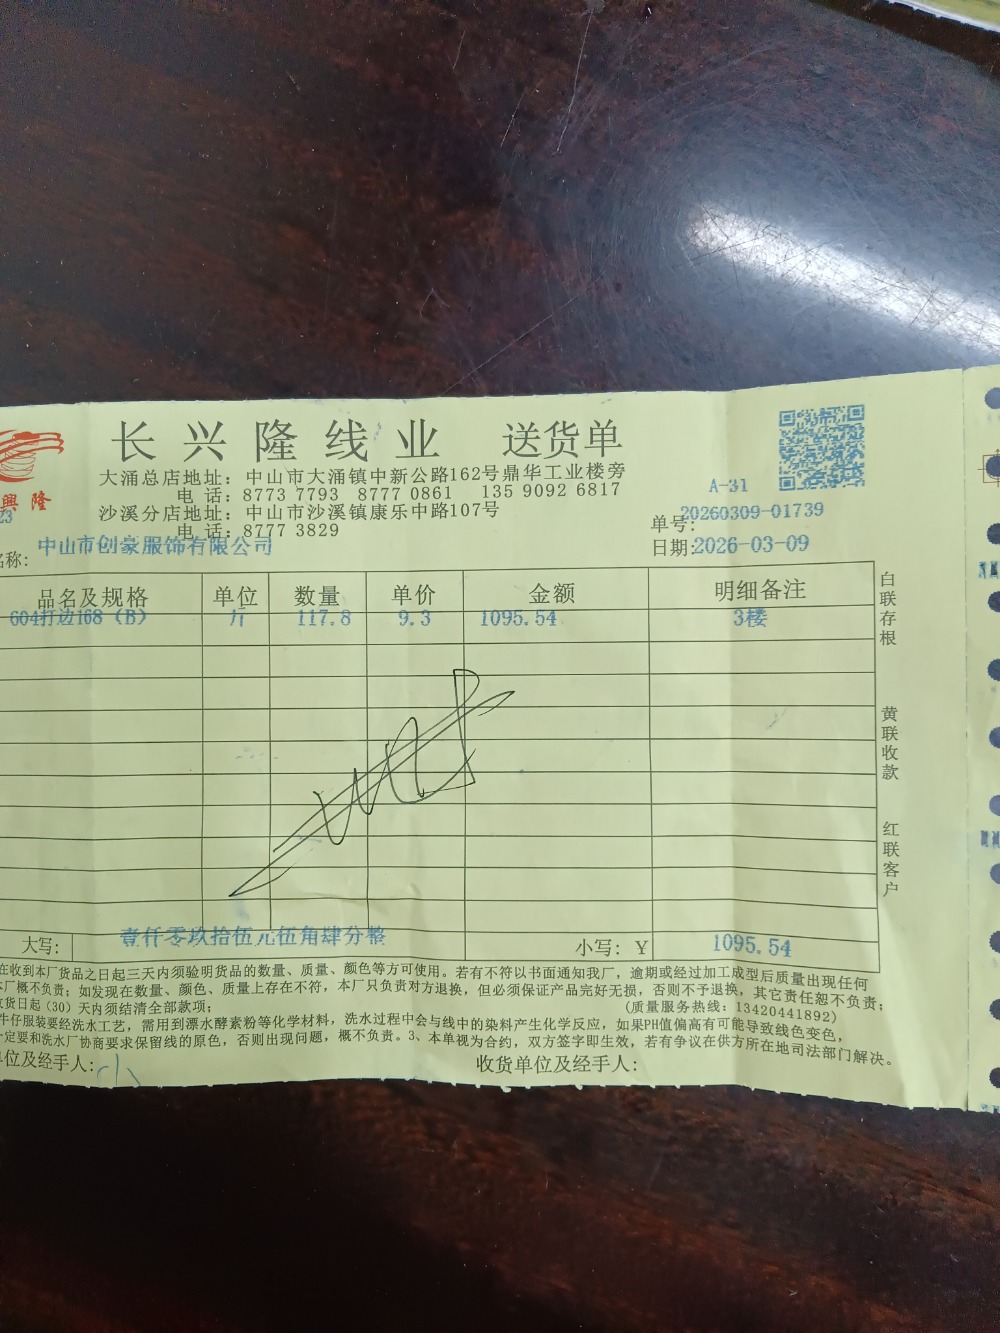 長興隆线业 送货单
大涌总店地址：中山市大涌镇中新公路162号鼎华工业楼旁
电 话：8773 7793 8777 0861 135 9092 6817
興 隆
沙溪分店地址：中山市沙溪镇康乐中路107号
电 话：8777 3829
A-31
单号：20260309-01739
日期：2026-03-09
名称：中山市创豪服饰有限公司
品名及规格 单位 数量 单价 金额 明细备注
604打边168（B） 斤 117.8 9.3 1095.54 3楼
白联存根
黄联收款
红联客户
大写：壹仟零玖拾伍元伍角肆分整 小写：Y 1095.54
在收到本厂货品之日起三天内须验明货品的数量、质量、颜色等方可使用。若有不符以书面通知我厂，逾期或经过加工成型后质量出现任何
本厂概不负责；如发现在数量、颜色、质量上存在不符，本厂只负责对方退换，但必须保证产品完好无损，否则不予退换，其它责任恕不负责；
货日起（30）天内须结清全部款项； (质量服务热线：13420441892)
牛仔服装要经洗水工艺，需用到漂水酵素粉等化学材料，洗水过程中会与线中的染料产生化学反应，如果PH值偏高有可能导致线色变色，
一定要和洗水厂协商要求保留线的原色，否则出现问题，概不负责。3、本单视为合约，双方签字即生效，若有争议在供方所在地司法部门解决。
单位及经手人： 收货单位及经手人：